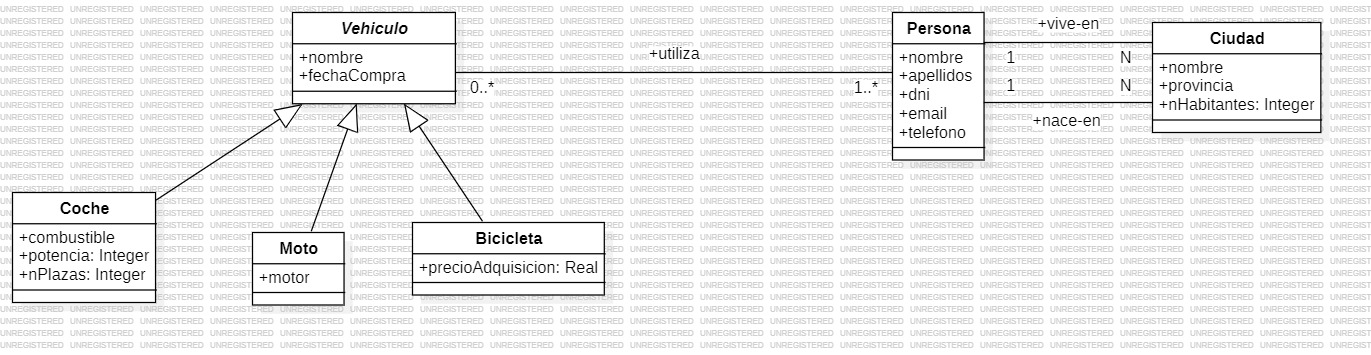 Vehiculo
+nombre
+fechaCompra
+utiliza
0..*
1..*
Persona
+nombre
+apellidos
+dni
+email
+telefono
+vive-en
1
N
1
N
+nace-en
Ciudad
+nombre
+provincia
+nHabitantes: Integer
Coche
+combustible
+potencia: Integer
+nPlazas: Integer
Moto
+motor
Bicicleta
+precioAdquisicion: Real
UNREGISTERED